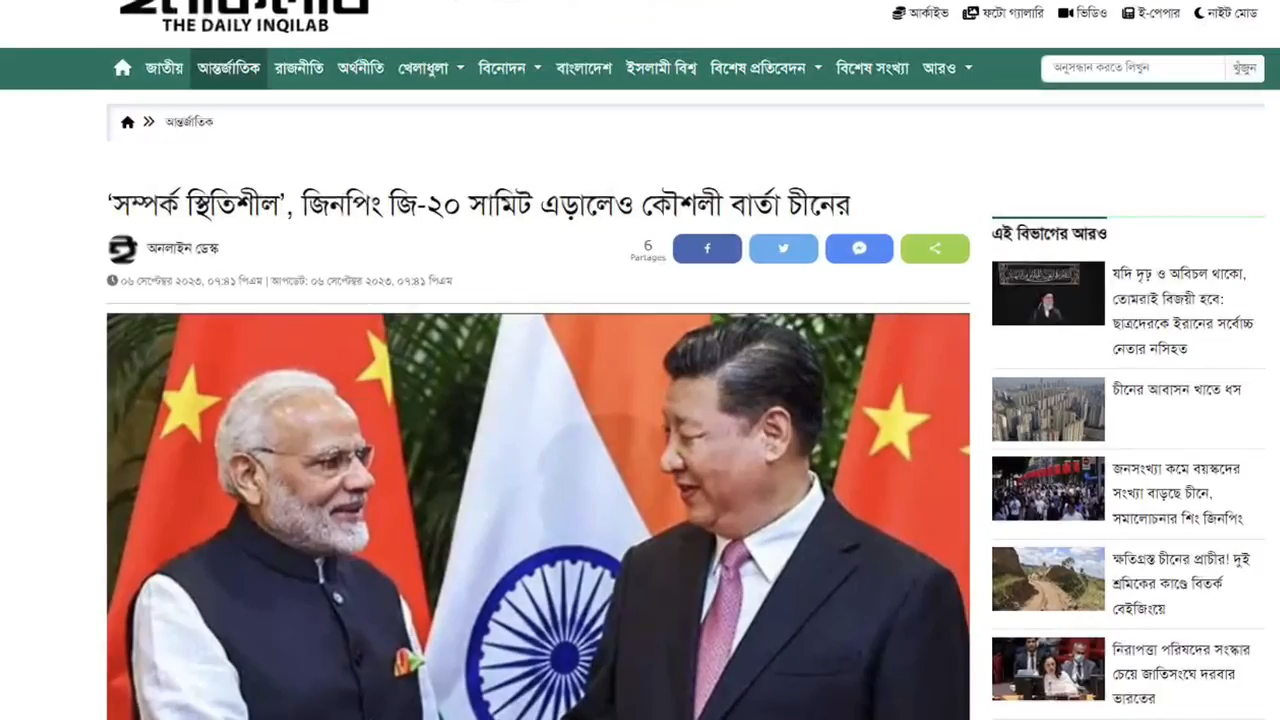 THE DAILY INQILAB
আর্কাইভ
ফটো গ্যালারি
ভিডিও
ই-পেপার
নাইট মোড
জাতীয়
আন্তর্জাতিক
রাজনীতি
অর্থনীতি
খেলাধুলা
বিনোদন
বাংলাদেশ
ইসলামী বিশ্ব
বিশেষ প্রতিবেদন
বিশেষ সংখ্যা
আরও
অনুসন্ধান করতে লিখুন
খুঁজুন
আন্তর্জাতিক
‘সম্পর্ক স্থিতিশীল’, জিনপিং জি-২০ সামিট এড়ালেও কৌশলী বার্তা চীনের
অনলাইন ডেস্ক
6
Partages
০৬ সেপ্টেম্বর ২০২৩, ০৭:৪১ পিএম | আপডেট: ০৬ সেপ্টেম্বর ২০২৩, ০৭:৪১ পিএম
এই বিভাগের আরও
যদি দৃঢ় ও অবিচল থাকো,
তোমরাই বিজয়ী হবে:
ছাত্রদেরকে ইরানের সর্বোচ্চ
নেতার নসিহত
চীনের আবাসন খাতে ধস
জনসংখ্যা কমে বয়স্কদের
সংখ্যা বাড়ছে চীনে,
সমালোচনার শিং জিনপিং
ক্ষতিগ্রস্ত চীনের প্রাচীর! দুই
শ্রমিকের কাণ্ডে বিতর্ক
বেইজিংয়ে
নিরাপত্তা পরিষদের সংস্কার
চেয়ে জাতিসংঘে দরবার
ভারতের